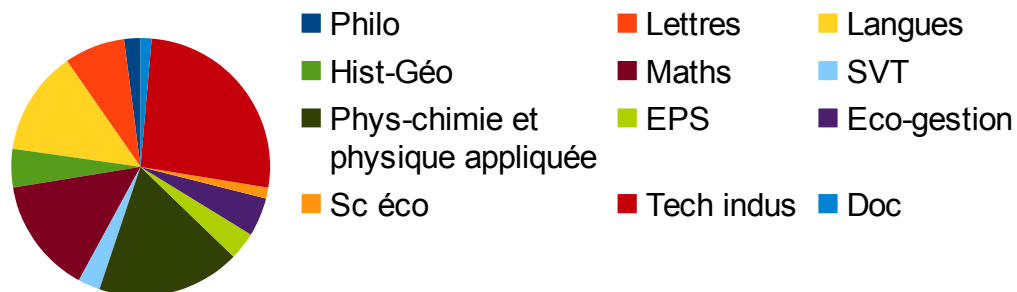 Philo Lettres Langues
Hist-Géo Maths SVT
Phys-chimie et EPS Eco-gestion
physique appliquée
Sc éco Tech indus Doc